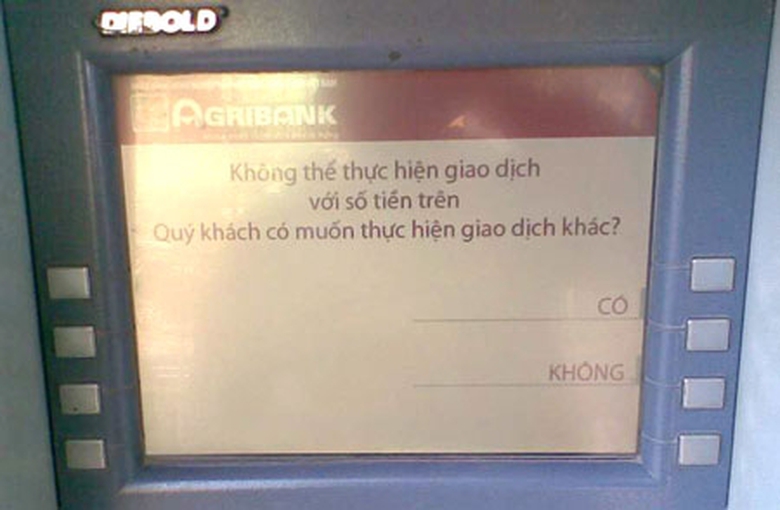 DIEBOLD
AGRIBANK
Không thể thực hiện giao dịch
với số tiền trên
Quý khách có muốn thực hiện giao dịch khác?
CÓ
KHÔNG